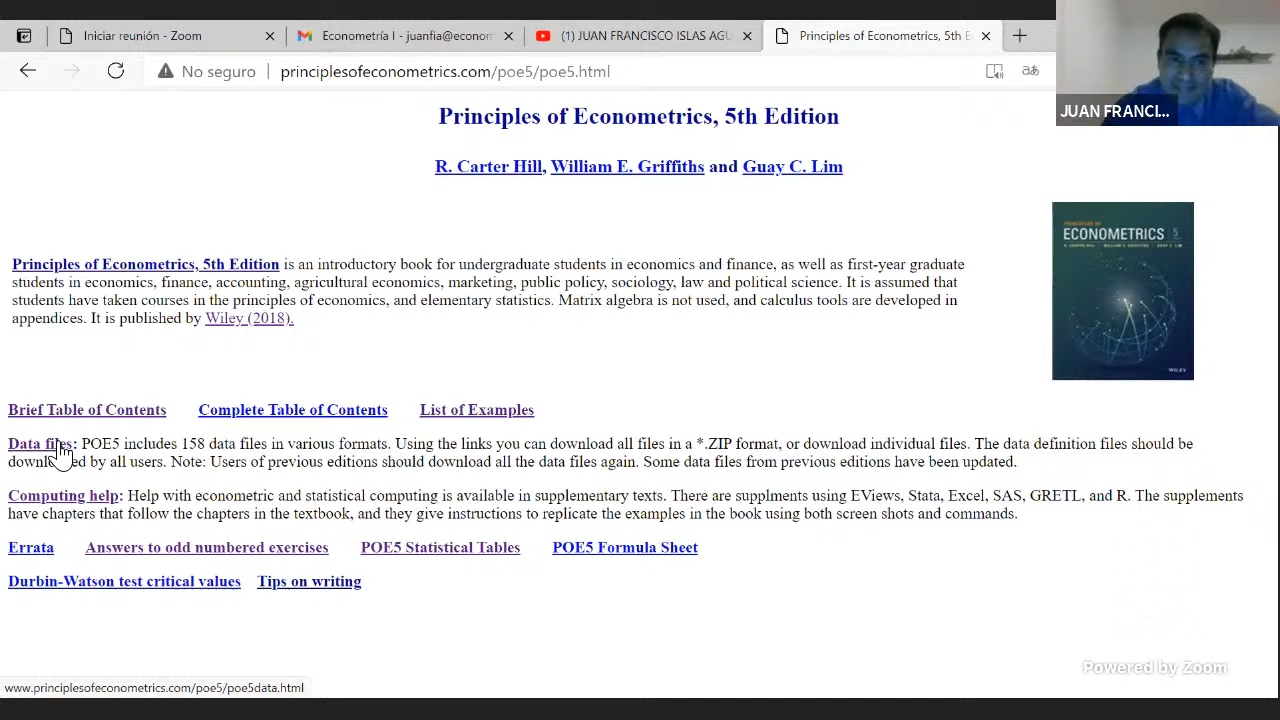 Iniciar reunión - Zoom
Econometría I - juanfia@econom
(1) JUAN FRANCISCO ISLAS AGU
Principles of Econometrics, 5th E
No seguro
principlesofeconometrics.com/poe5/poe5.html
JUAN FRANCI...
Principles of Econometrics, 5th Edition
R. Carter Hill, William E. Griffiths and Guay C. Lim
PRINCIPLES OF
ECONOMETRICS 5
R. CARTER HILL WILLIAM E. GRIFFITHS GUAY C. LIM
WILEY
Principles of Econometrics, 5th Edition is an introductory book for undergraduate students in economics and finance, as well as first-year graduate
students in economics, finance, accounting, agricultural economics, marketing, public policy, sociology, law and political science. It is assumed that
students have taken courses in the principles of economics, and elementary statistics. Matrix algebra is not used, and calculus tools are developed in
appendices. It is published by Wiley (2018).
Brief Table of Contents Complete Table of Contents List of Examples
Data files: POE5 includes 158 data files in various formats. Using the links you can download all files in a *.ZIP format, or download individual files. The data definition files should be
downloaded by all users. Note: Users of previous editions should download all the data files again. Some data files from previous editions have been updated.
Computing help: Help with econometric and statistical computing is available in supplementary texts. There are supplments using EViews, Stata, Excel, SAS, GRETL, and R. The supplements
have chapters that follow the chapters in the textbook, and they give instructions to replicate the examples in the book using both screen shots and commands.
Errata Answers to odd numbered exercises POE5 Statistical Tables POE5 Formula Sheet
Durbin-Watson test critical values Tips on writing
Powered by Zoom
www.principlesofeconometrics.com/poe5/poe5data.html